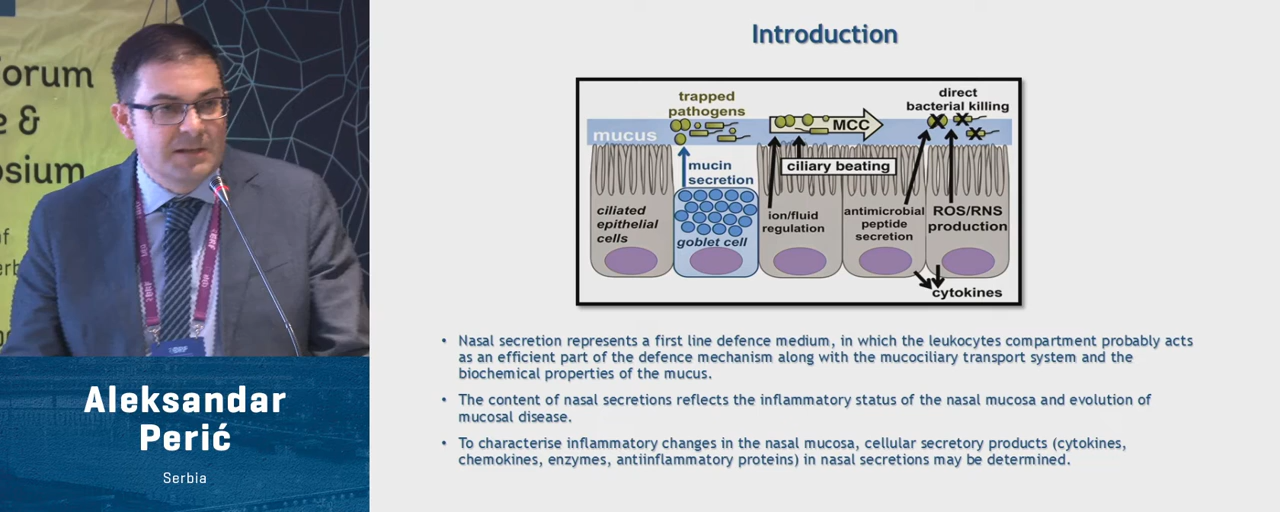 orum
e &
osium
of
Serb
ERF
Aleksandar
Perić
Serbia
Introduction
trapped
pathogens
direct
bacterial killing
mucus
MCC
mucin
secretion
ciliary beating
ciliated
epithelial
cells
goblet cell
ion/fluid
regulation
antimicrobial
peptide
secretion
ROS/RNS
production
cytokines
• Nasal secretion represents a first line defence medium, in which the leukocytes compartment probably acts
as an efficient part of the defence mechanism along with the mucociliary transport system and the
biochemical properties of the mucus.
• The content of nasal secretions reflects the inflammatory status of the nasal mucosa and evolution of
mucosal disease.
• To characterise inflammatory changes in the nasal mucosa, cellular secretory products (cytokines,
chemokines, enzymes, antiinflammatory proteins) in nasal secretions may be determined.